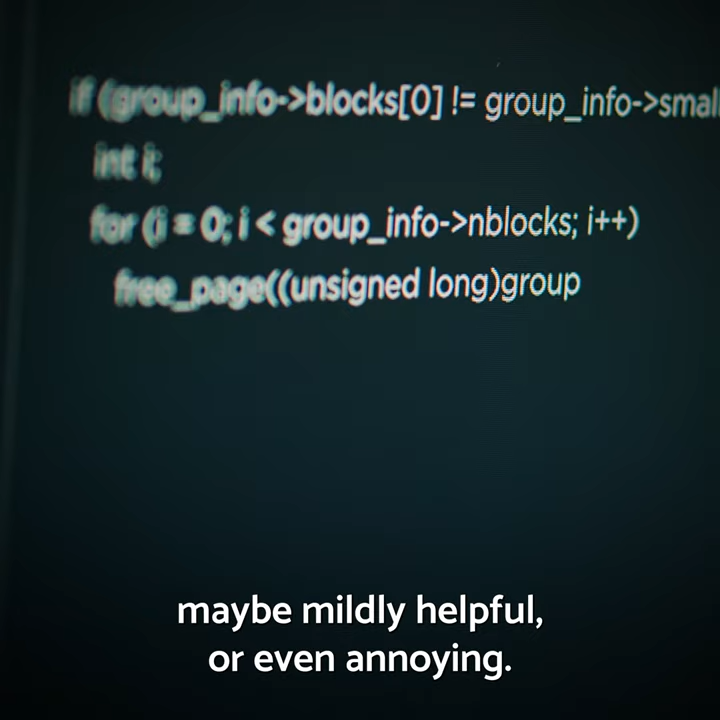 if (group_info->blocks[0] != group_info->small
int i;
for (i = 0; i < group_info->nblocks; i++)
free_page((unsigned long)group
maybe mildly helpful,
or even annoying.